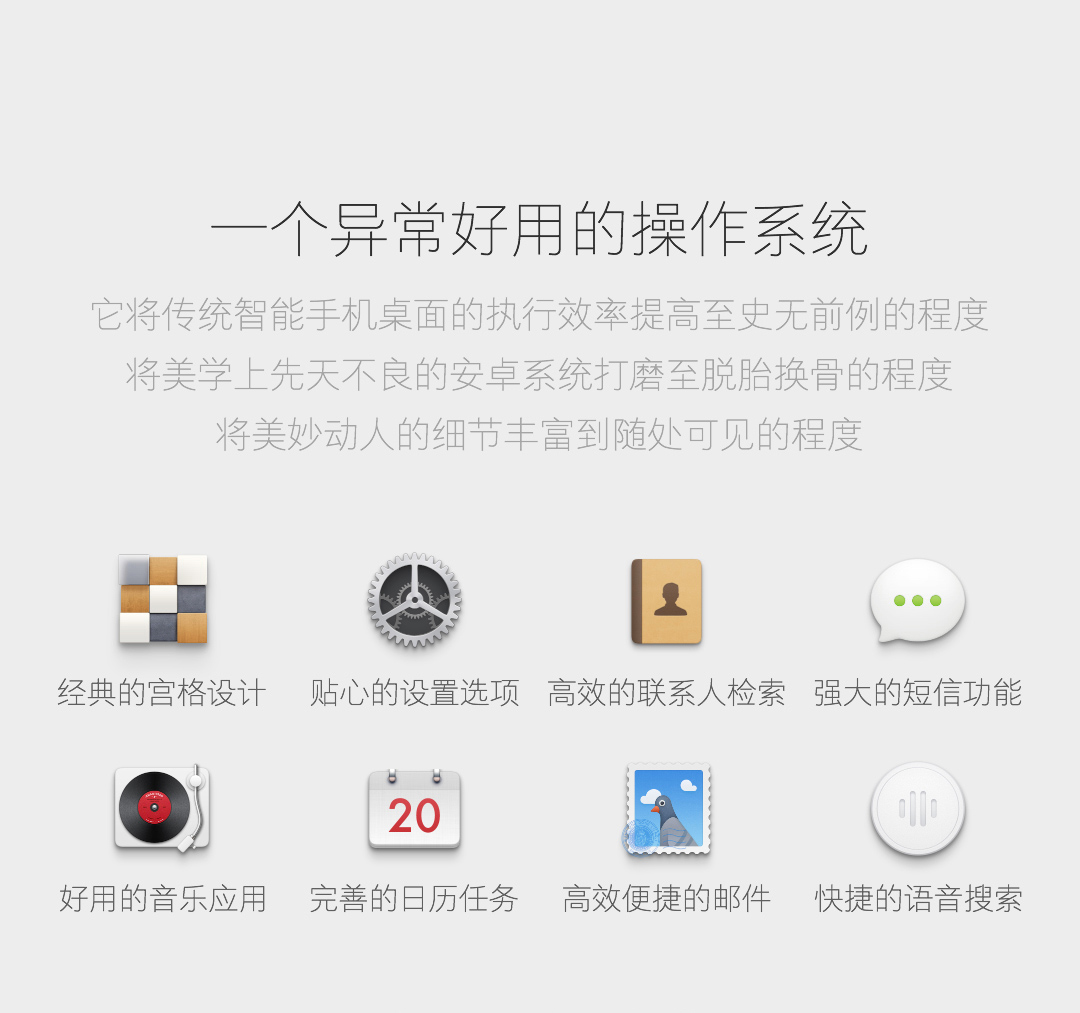 一个异常好用的操作系统
它将传统智能手机桌面的执行效率提高至史无前例的程度
将美学上先天不良的安卓系统打磨至脱胎换骨的程度
将美妙动人的细节丰富到随处可见的程度
经典的宫格设计
贴心的设置选项
高效的联系人检索
强大的短信功能
20
好用的音乐应用
完善的日历任务
高效便捷的邮件
快捷的语音搜索